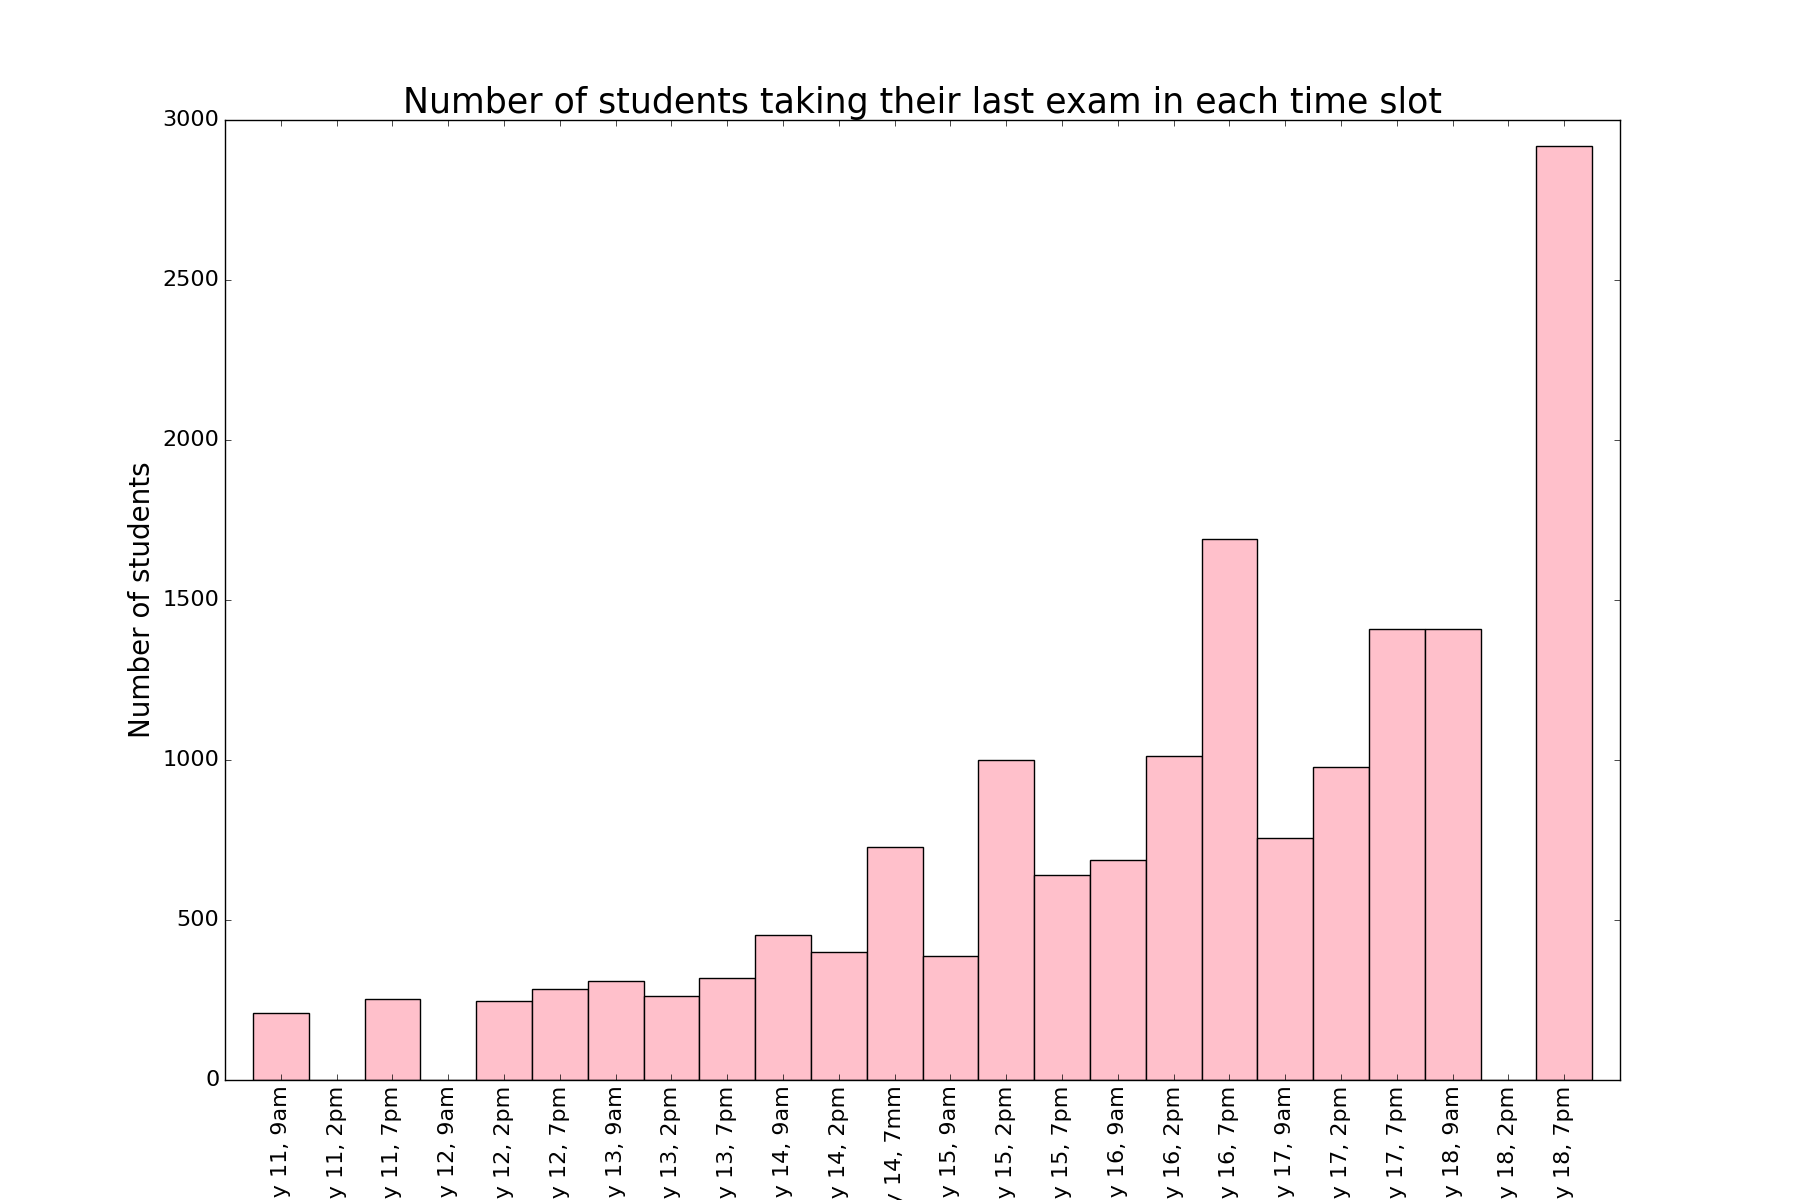 Number of students taking their last exam in each time slot
Number of students
3000
2500
2000
1500
1000
500
0
y 11, 9am
y 11, 2pm
y 11, 7pm
y 12, 9am
y 12, 2pm
y 12, 7pm
y 13, 9am
y 13, 2pm
y 13, 7pm
y 14, 9am
y 14, 2pm
y 14, 7mm
y 15, 9am
y 15, 2pm
y 15, 7pm
y 16, 9am
y 16, 2pm
y 16, 7pm
y 17, 9am
y 17, 2pm
y 17, 7pm
y 18, 9am
y 18, 2pm
y 18, 7pm